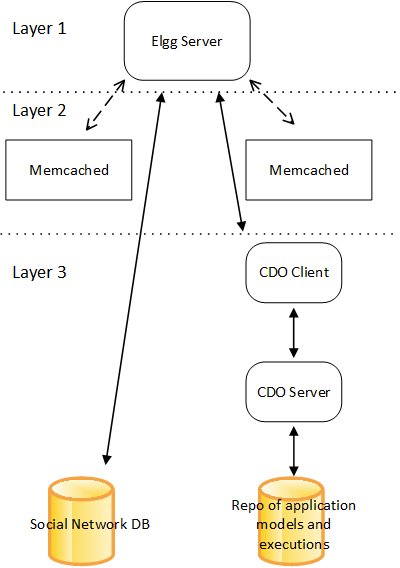 Layer 1
Elgg Server
Layer 2
Memcached
Memcached
Layer 3
CDO Client
CDO Server
Social Network DB
Repo of application
models and
executions